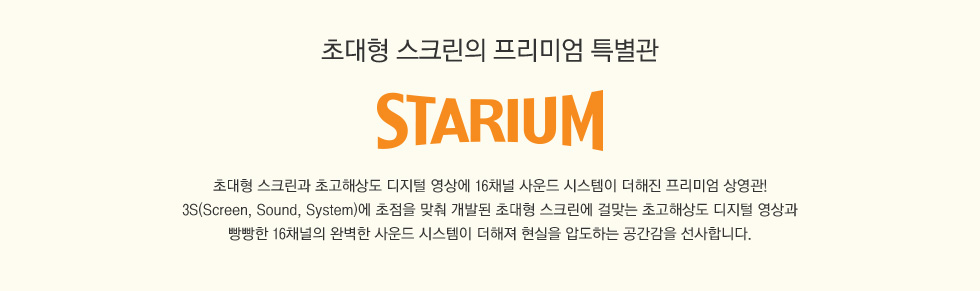 초대형 스크린의 프리미엄 특별관
STARIUM
초대형 스크린과 초고해상도 디지털 영상에 16채널 사운드 시스템이 더해진 프리미엄 상영관!
3S(Screen, Sound, System)에 초점을 맞춰 개발된 초대형 스크린에 걸맞는 초고해상도 디지털 영상과
빵빵한 16채널의 완벽한 사운드 시스템이 더해져 현실을 압도하는 공간감을 선사합니다.